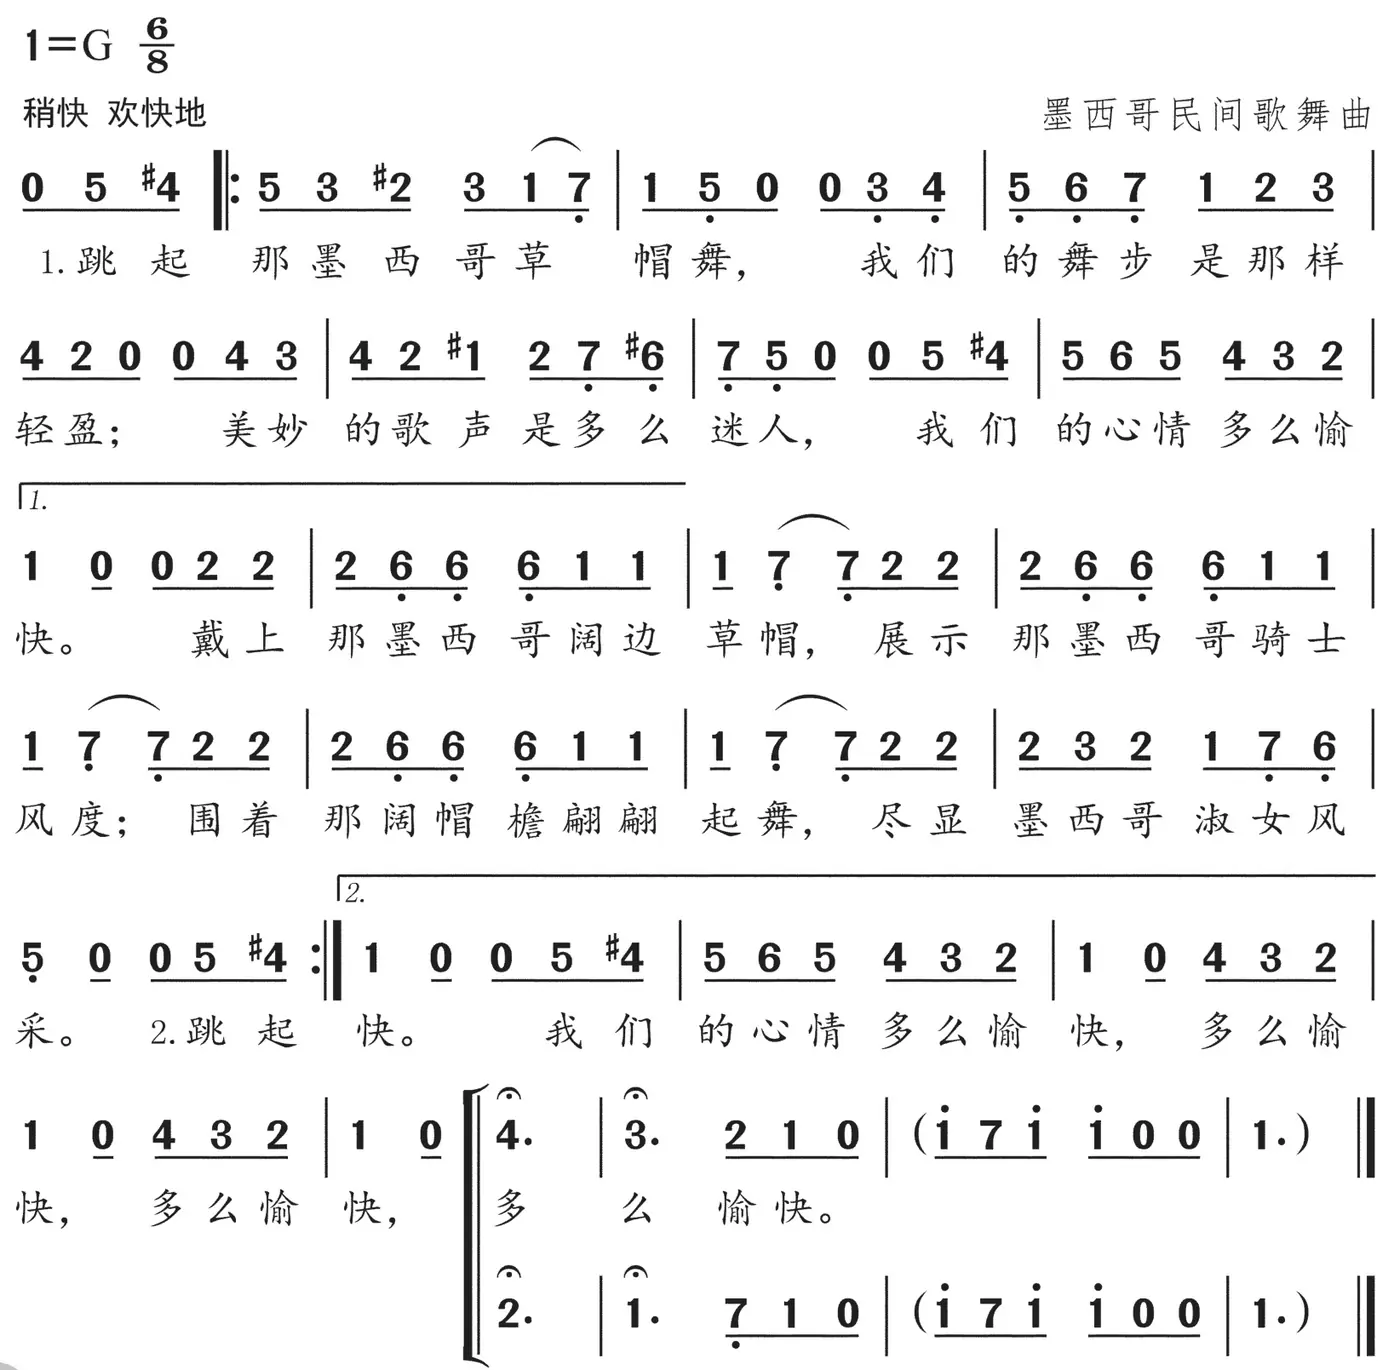 1=G 6/8
稍快 欢快地 墨西哥民间歌舞曲
0 5 #4 ‖: 5 3 #2 3 1 7̣ | 1 5̣ 0 0 3̣ 4̣ | 5̣ 6̣ 7̣ 1 2 3 |
1.跳 起 那 墨 西 哥 草 帽 舞， 我 们 的 舞 步 是 那 样
4 2 0 0 4 3 | 4 2 #1 2 7̣ #6̣ | 7̣ 5̣ 0 0 5 #4 | 5 6 5 4 3 2 |
轻 盈； 美 妙 的 歌 声 是 多 么 迷 人， 我 们 的 心 情 多 么 愉
1.
1 0 0 2 2 | 2 6̣ 6̣ 6̣ 1 1 | 1 7̣ 7̣ 2 2 | 2 6̣ 6̣ 6̣ 1 1 |
快。 戴 上 那 墨 西 哥 阔 边 草 帽， 展 示 那 墨 西 哥 骑 士
1 7̣ 7̣ 2 2 | 2 6̣ 6̣ 6̣ 1 1 | 1 7̣ 7̣ 2 2 | 2 3 2 1 7̣ 6̣ |
风 度； 围 着 那 阔 帽 檐 翩 翩 起 舞， 尽 显 墨 西 哥 淑 女 风
2.
5̣ 0 0 5 #4 :‖ 1 0 0 5 #4 | 5 6 5 4 3 2 | 1 0 4 3 2 |
采。 2.跳 起 快。 我 们 的 心 情 多 么 愉 快， 多 么 愉
1 0 4 3 2 | 1 0 ‖ 4. | 3. 2 1 0 | (1̇ 7 1̇ 1̇ 0 0 | 1.) ‖
快， 多 么 愉 快， 多 么 愉 快。
2. | 1. 7̣ 1 0 | (1̇ 7 1̇ 1̇ 0 0 | 1.) ‖